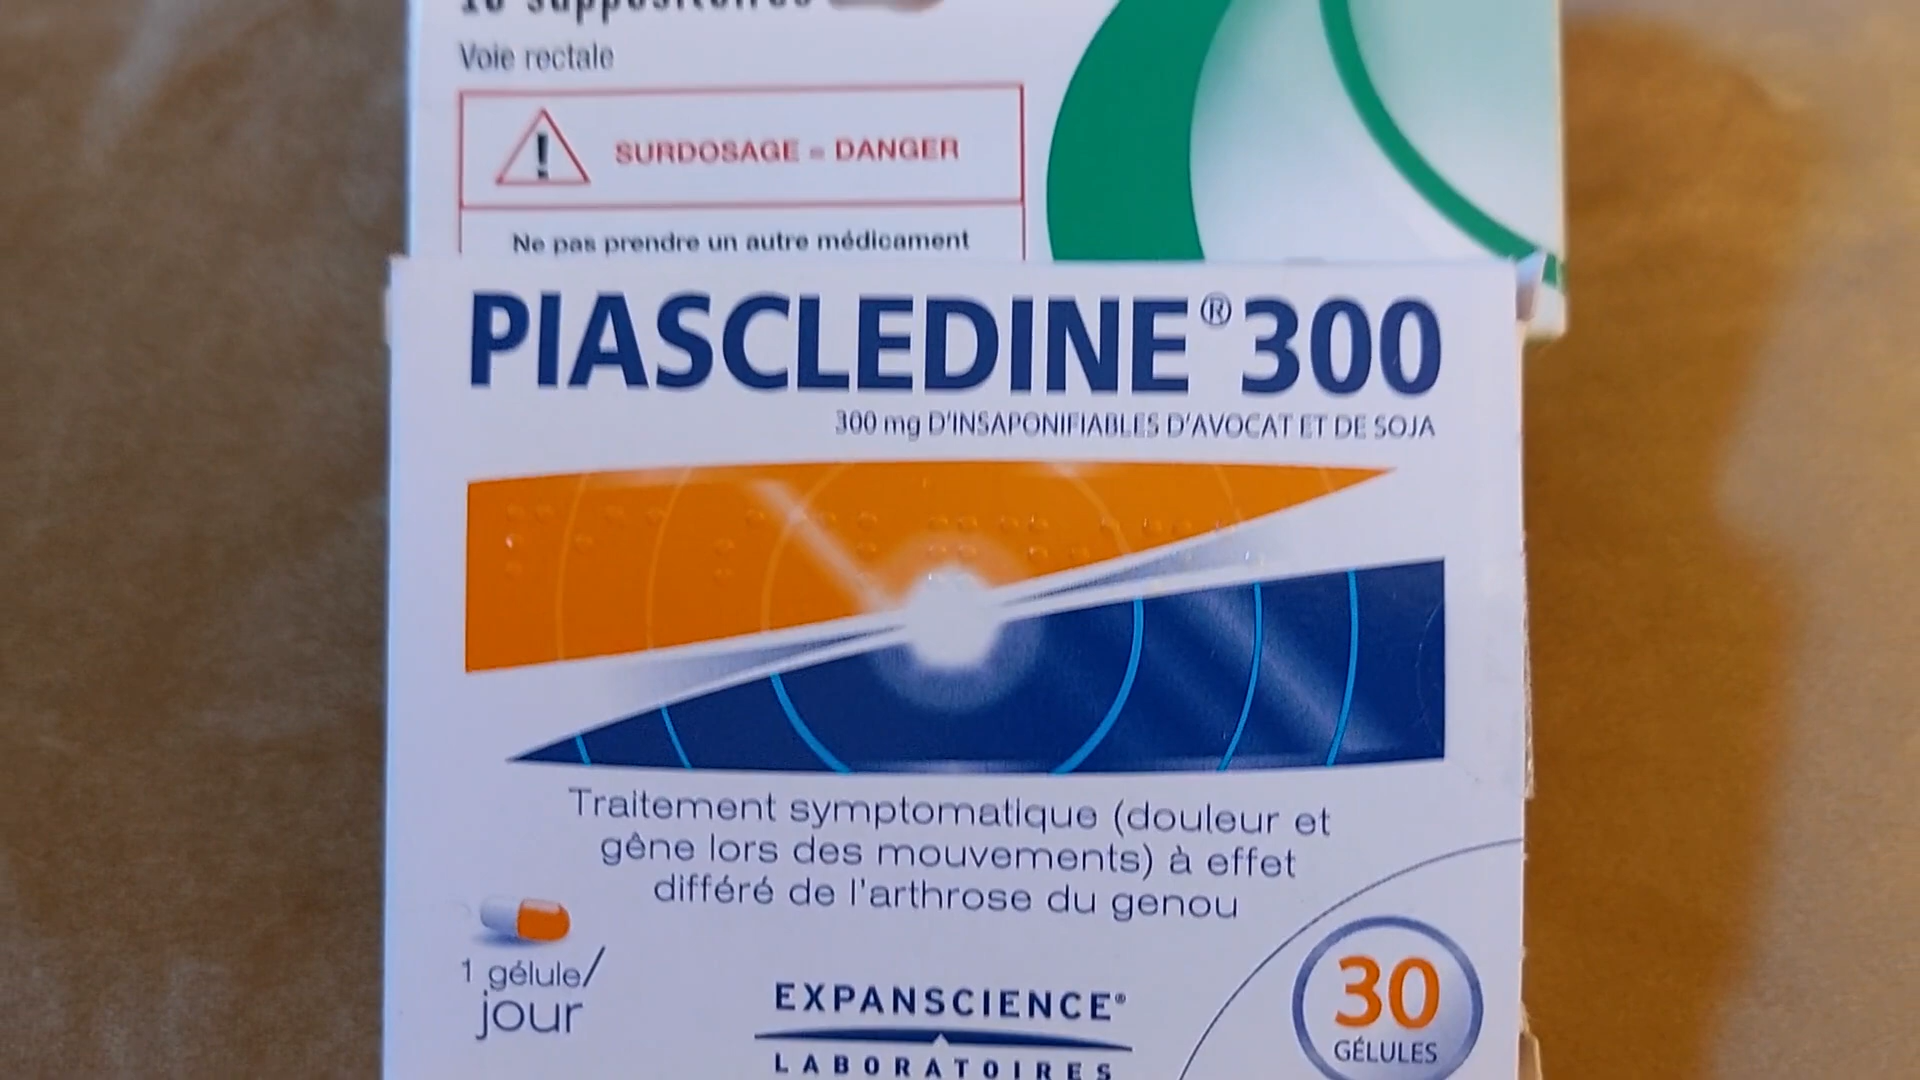 10 suppositoires
Voie rectale
! SURDOSAGE = DANGER
Ne pas prendre un autre médicament
PIASCLEDINE® 300
300 mg D'INSAPONIFIABLES D'AVOCAT ET DE SOJA
Traitement symptomatique (douleur et
gêne lors des mouvements) à effet
différé de l'arthrose du genou
1 gélule/
jour
EXPANSCIENCE®
LABORATOIRES
30
GÉLULES